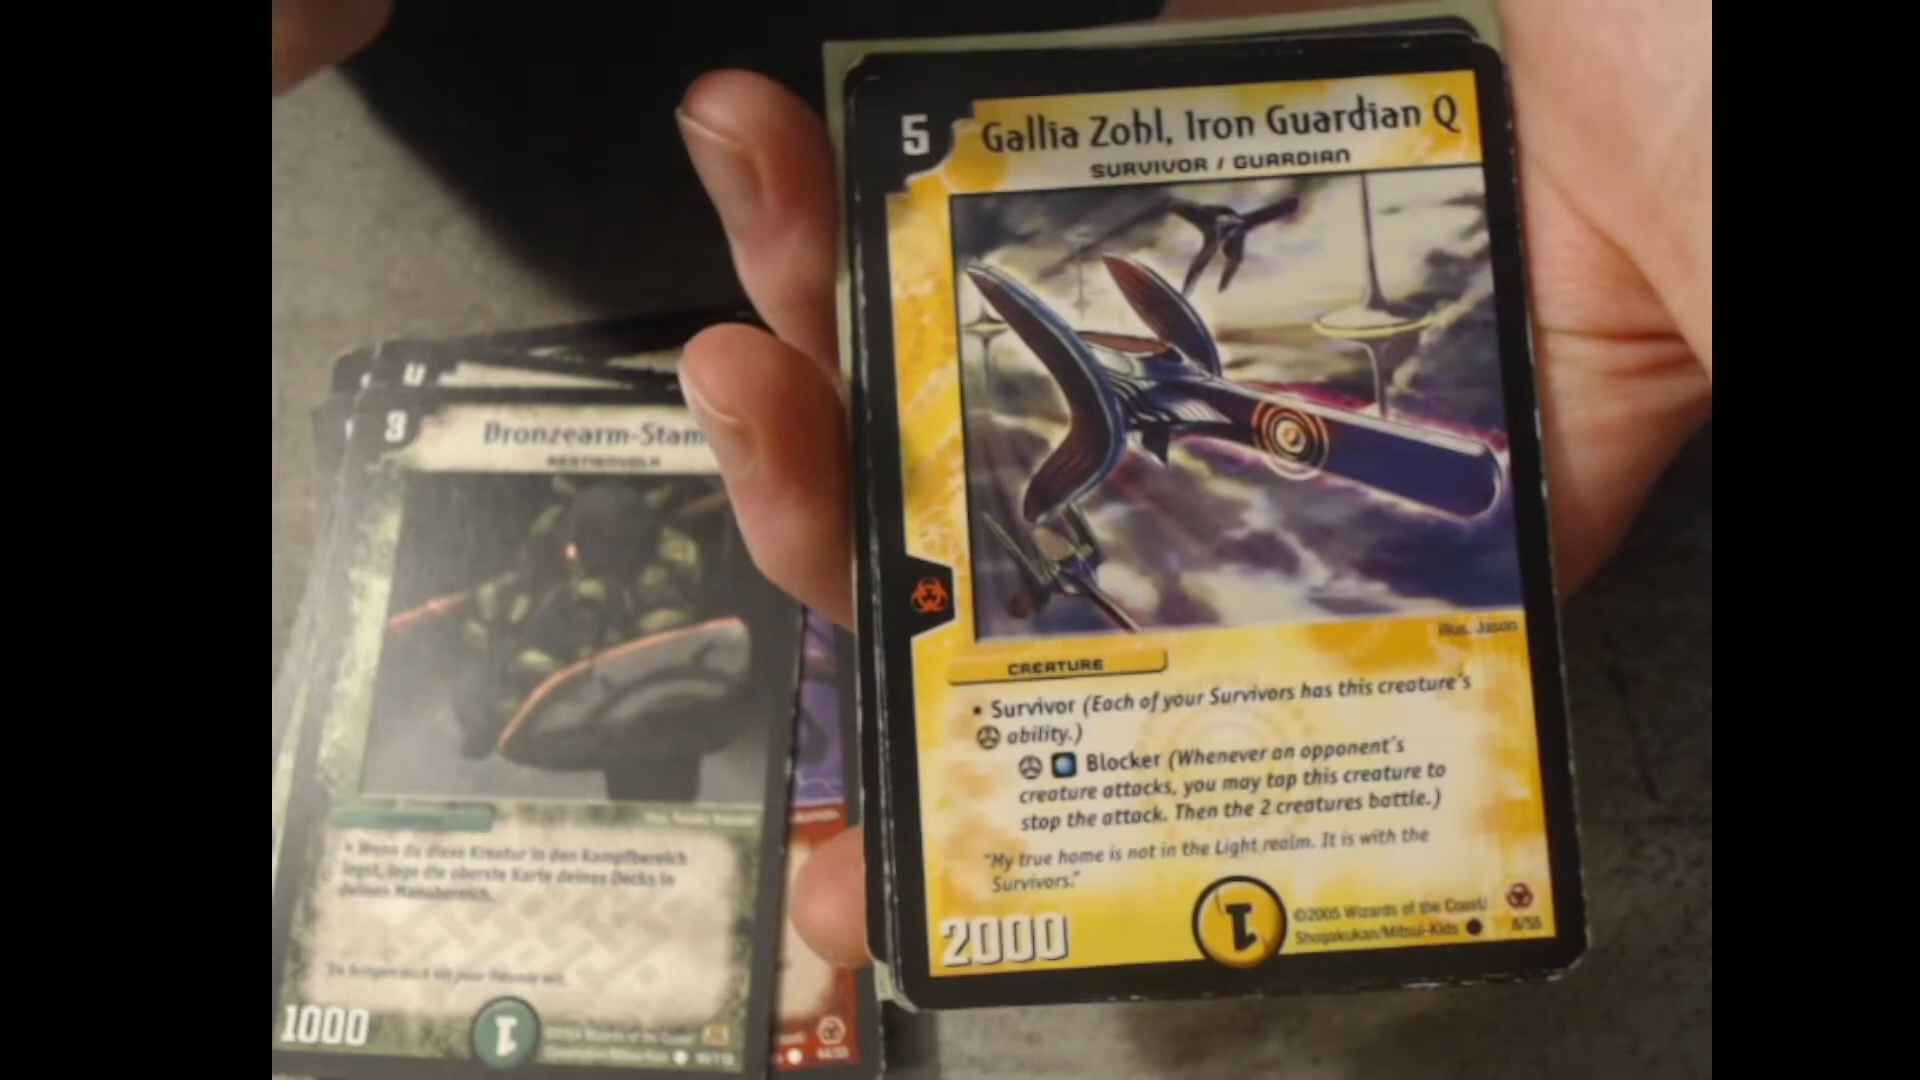 5
Gallia Zohl, Iron Guardian Q
SURVIVOR / GUARDIAN
illus. Jason
CREATURE
• Survivor (Each of your Survivors has this creature's
ability.)
Blocker (Whenever an opponent's
creature attacks, you may tap this creature to
stop the attack. Then the 2 creatures battle.)
"My true home is not in the Light realm. It is with the
Survivors."
2000
1
©2005 Wizards of the Coast/
Shogakukan/Mitsui-Kids
8/55
3
Bronzearm-Stam
BESTIENVOLK
• Wenn du diese Kreatur in den Kampfbereich
legst, lege die oberste Karte deines Decks in
deinen Manabereich.
1000
1